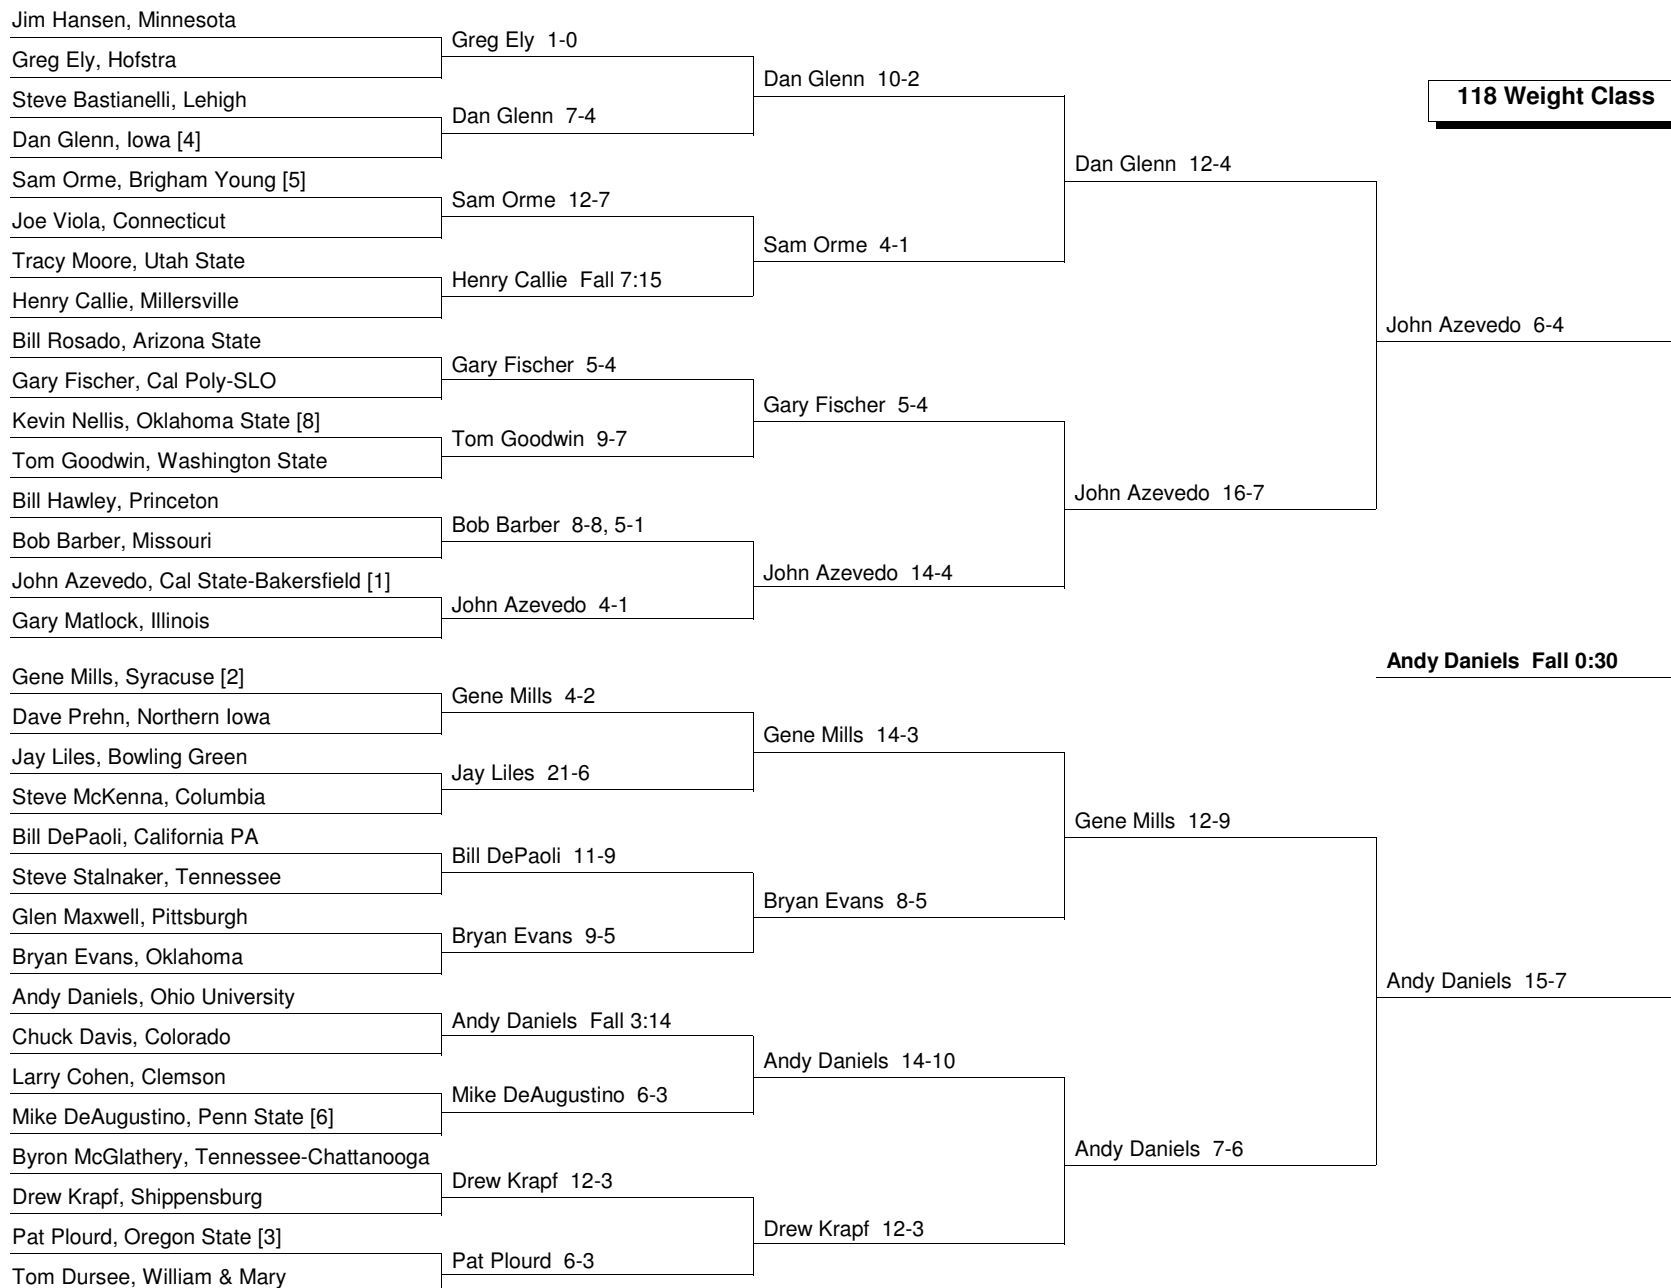 Jim Hansen, Minnesota
Greg Ely, Hofstra
Steve Bastianelli, Lehigh
Dan Glenn, Iowa [4]
Sam Orme, Brigham Young [5]
Joe Viola, Connecticut
Tracy Moore, Utah State
Henry Callie, Millersville
Bill Rosado, Arizona State
Gary Fischer, Cal Poly-SLO
Kevin Nellis, Oklahoma State [8]
Tom Goodwin, Washington State
Bill Hawley, Princeton
Bob Barber, Missouri
John Azevedo, Cal State-Bakersfield [1]
Gary Matlock, Illinois
Gene Mills, Syracuse [2]
Dave Prehn, Northern Iowa
Jay Liles, Bowling Green
Steve McKenna, Columbia
Bill DePaoli, California PA
Steve Stalnaker, Tennessee
Glen Maxwell, Pittsburgh
Bryan Evans, Oklahoma
Andy Daniels, Ohio University
Chuck Davis, Colorado
Larry Cohen, Clemson
Mike DeAugustino, Penn State [6]
Byron McGlathery, Tennessee-Chattanooga
Drew Krapf, Shippensburg
Pat Plourd, Oregon State [3]
Tom Dursee, William & Mary
Greg Ely 1-0
Dan Glenn 7-4
Sam Orme 12-7
Henry Callie Fall 7:15
Gary Fischer 5-4
Tom Goodwin 9-7
Bob Barber 8-8, 5-1
John Azevedo 4-1
Gene Mills 4-2
Jay Liles 21-6
Bill DePaoli 11-9
Bryan Evans 9-5
Andy Daniels Fall 3:14
Mike DeAugustino 6-3
Drew Krapf 12-3
Pat Plourd 6-3
Dan Glenn 10-2
Sam Orme 4-1
Gary Fischer 5-4
John Azevedo 14-4
Gene Mills 14-3
Bryan Evans 8-5
Andy Daniels 14-10
Drew Krapf 12-3
Dan Glenn 12-4
John Azevedo 16-7
Gene Mills 12-9
Andy Daniels 7-6
118 Weight Class
John Azevedo 6-4
Andy Daniels Fall 0:30
Andy Daniels 15-7